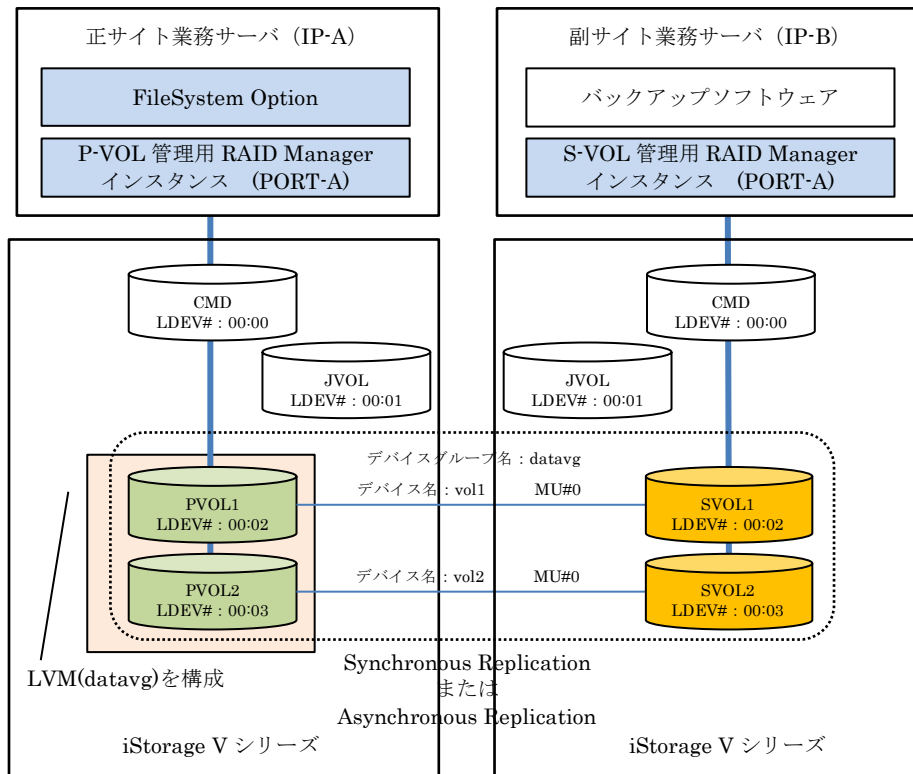 正サイト業務サーバ（IP-A）
FileSystem Option
P-VOL 管理用 RAID Manager
インスタンス　(PORT-A)
副サイト業務サーバ（IP-B）
バックアップソフトウェア
S-VOL 管理用 RAID Manager
インスタンス　(PORT-A)
CMD
LDEV#：00:00
JVOL
LDEV#：00:01
CMD
LDEV#：00:00
JVOL
LDEV#：00:01
デバイスグループ名：datavg
PVOL1
LDEV#：00:02
デバイス名：vol1　MU#0
SVOL1
LDEV#：00:02
PVOL2
LDEV#：00:03
デバイス名：vol2　MU#0
SVOL2
LDEV#：00:03
LVM(datavg)を構成
Synchronous Replication
または
Asynchronous Replication
iStorage V シリーズ
iStorage V シリーズ